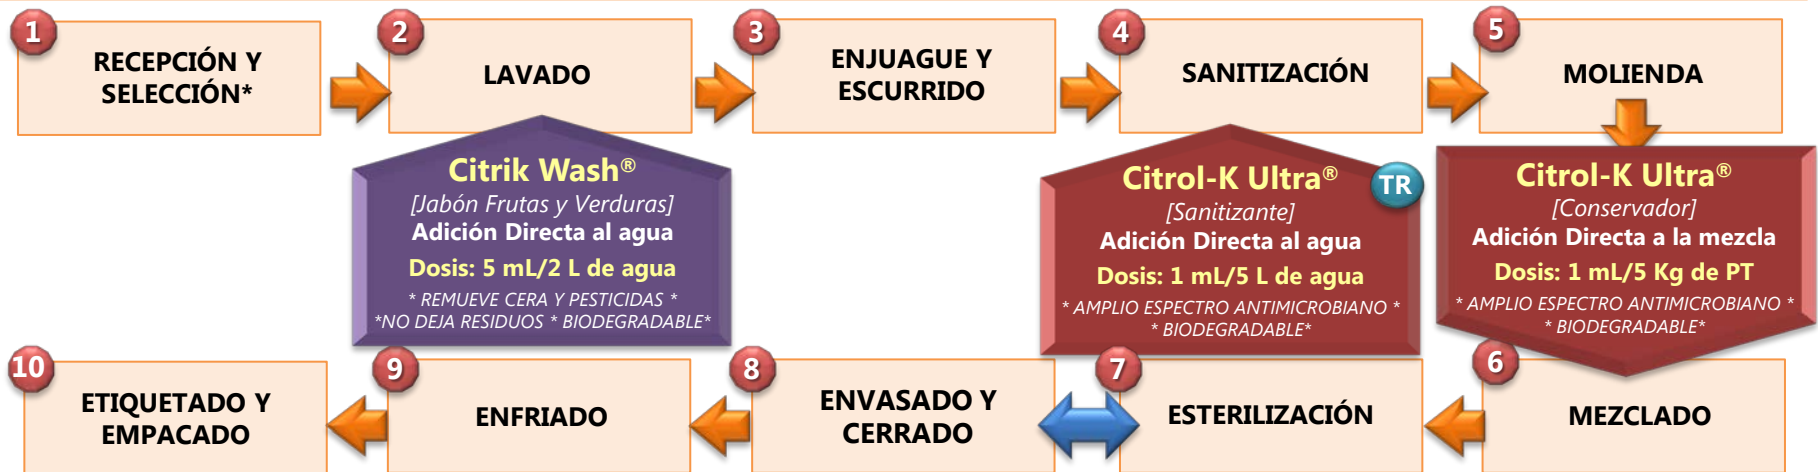 1
RECEPCIÓN Y
SELECCIÓN*
2
LAVADO
3
ENJUAGUE Y
ESCURRIDO
4
SANITIZACIÓN
5
MOLIENDA
Citrik Wash®
[Jabón Frutas y Verduras]
Adición Directa al agua
Dosis: 5 mL/2 L de agua
* REMUEVE CERA Y PESTICIDAS *
*NO DEJA RESIDUOS * BIODEGRADABLE*
Citrol-K Ultra®
TR
[Sanitizante]
Adición Directa al agua
Dosis: 1 mL/5 L de agua
* AMPLIO ESPECTRO ANTIMICROBIANO *
* BIODEGRADABLE*
Citrol-K Ultra®
[Conservador]
Adición Directa a la mezcla
Dosis: 1 mL/5 Kg de PT
* AMPLIO ESPECTRO ANTIMICROBIANO *
* BIODEGRADABLE*
6
MEZCLADO
7
ESTERILIZACIÓN
8
ENVASADO Y
CERRADO
9
ENFRIADO
10
ETIQUETADO Y
EMPACADO